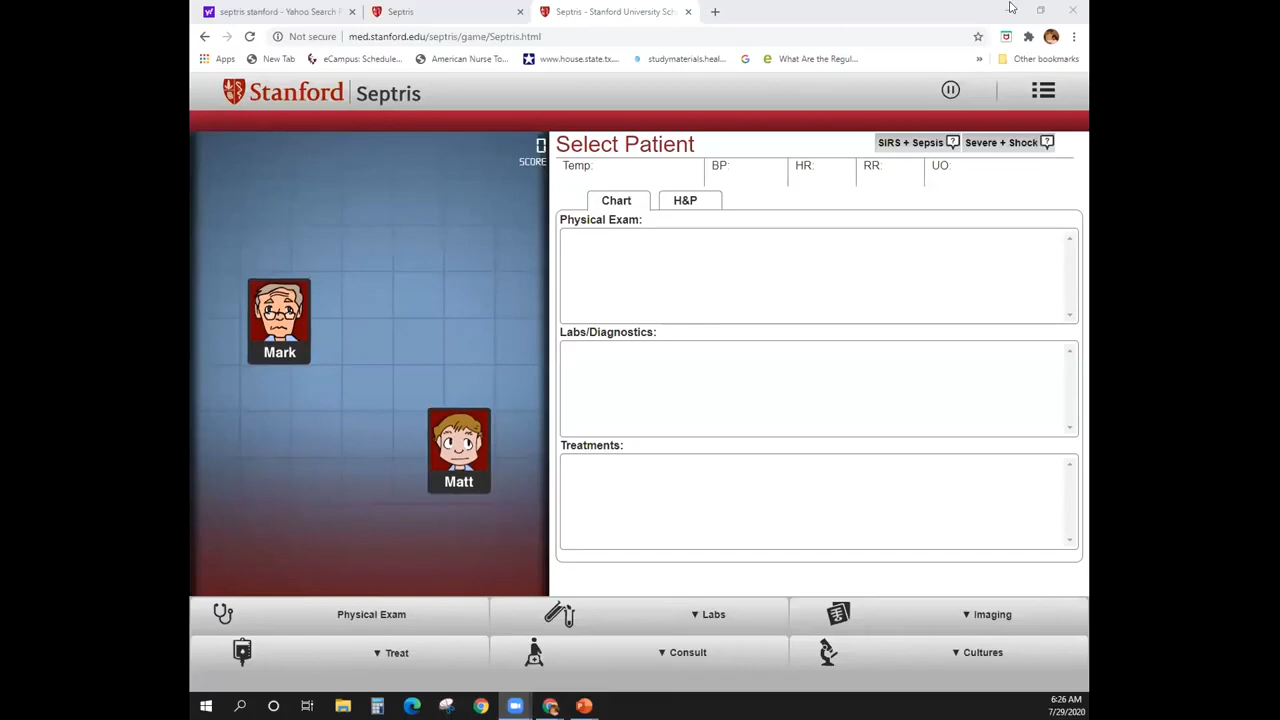 septris stanford - Yahoo Search
Septris
Septris - Stanford University Sch
Not secure
med.stanford.edu/septris/game/Septris.html
Apps
eCampus: Schedule...
New Tab
American Nurse To...
www.house.state.tx....
studymaterials.heal...
What Are the Regul...
»
Other bookmarks
Stanford | Septris
0
SCORE
Select Patient
SIRS + Sepsis ?
Severe + Shock ?
Temp:
BP:
HR:
RR:
UO:
Chart
H&P
Physical Exam:
Labs/Diagnostics:
Treatments:
Mark
Matt
Physical Exam
▼ Labs
▼ Imaging
▼ Treat
▼ Consult
▼ Cultures
6:26 AM
7/29/2020